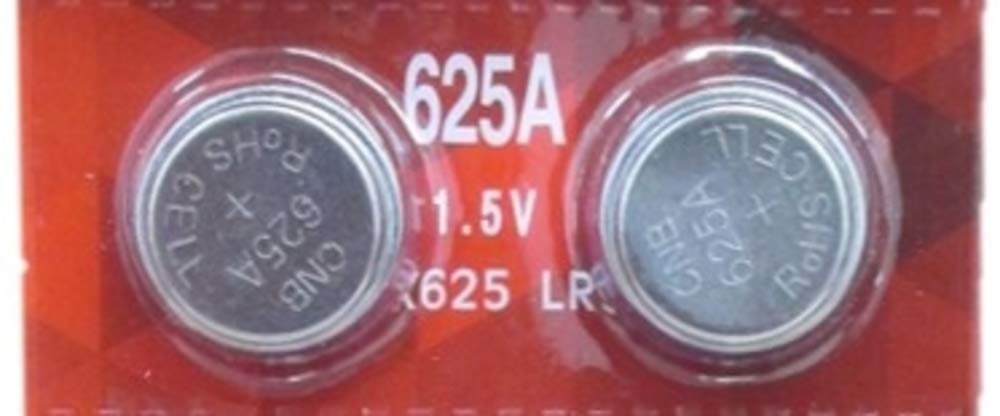 625A
1.5V
625 LR
CELL RoHS
625A
CNB
CELL RoHS
625A
CNB